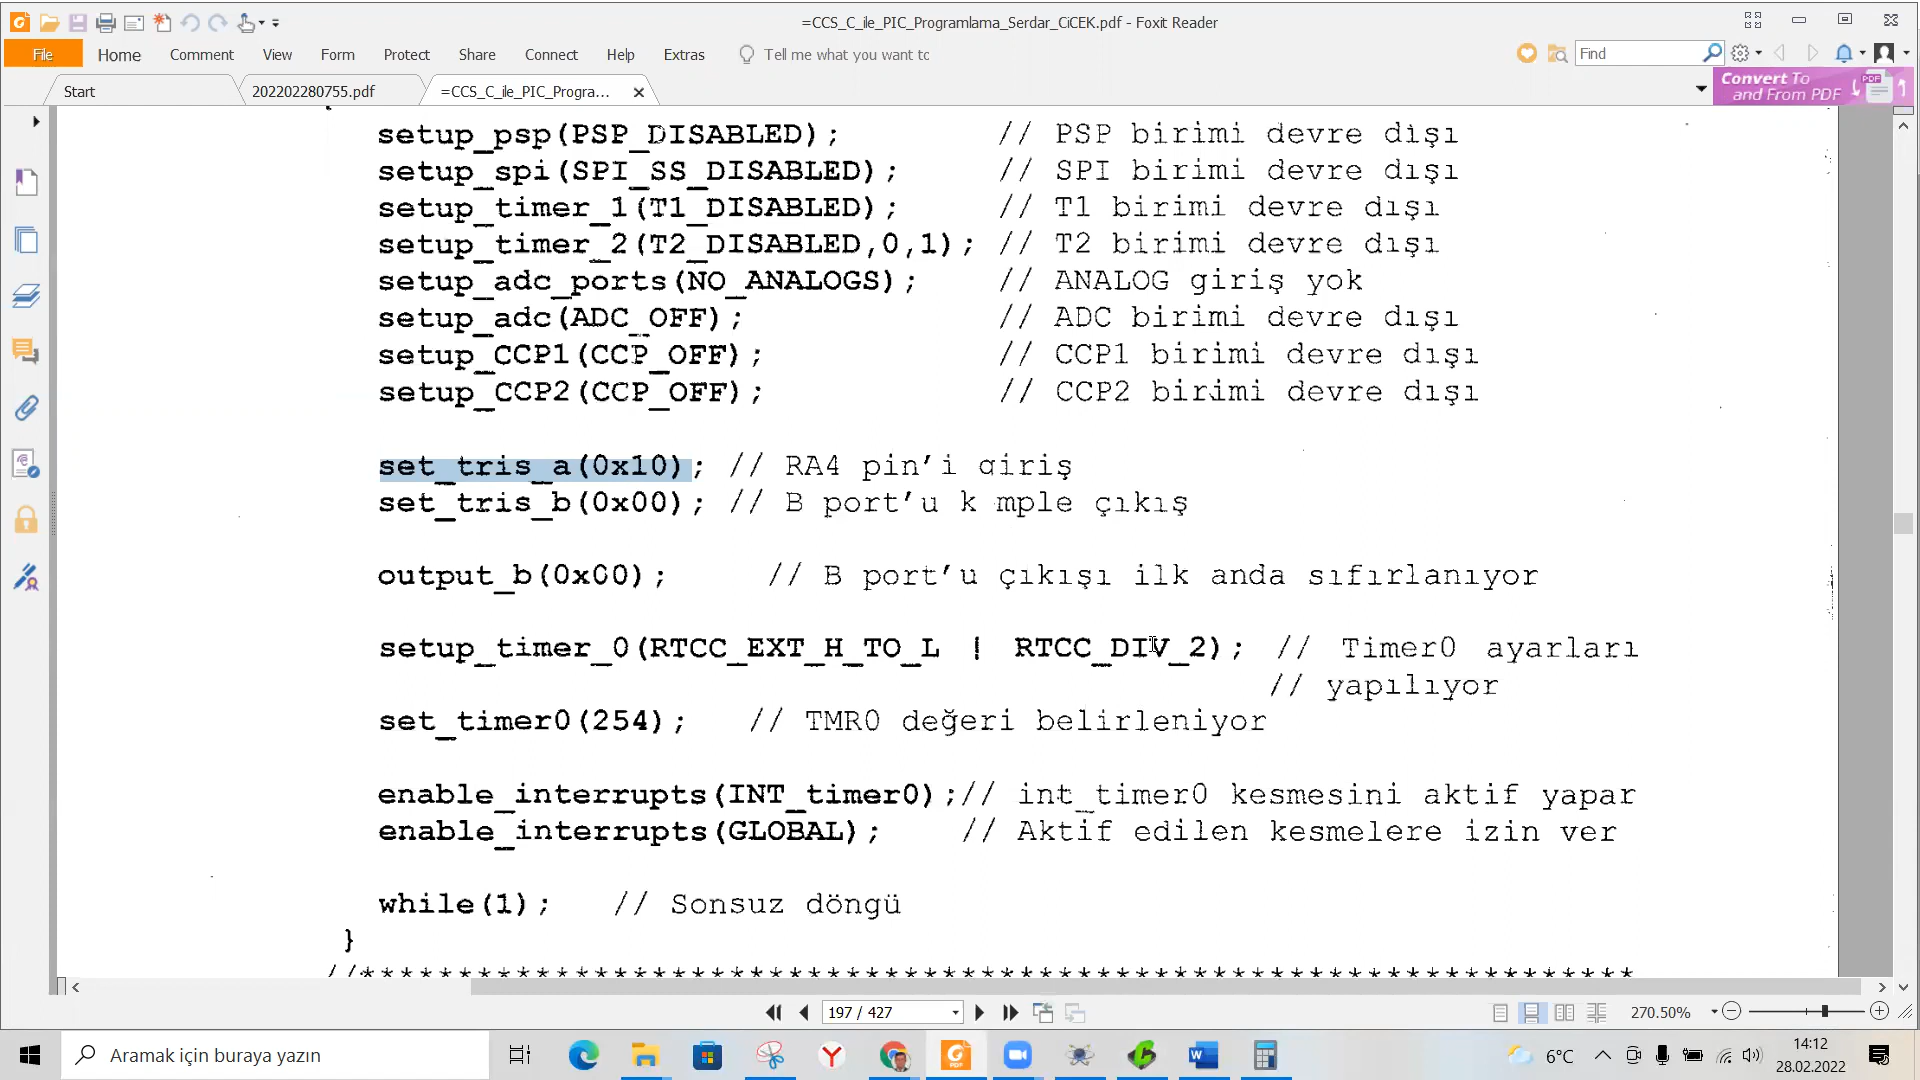 =CCS_C_ile_PIC_Programlama_Serdar_CiCEK.pdf - Foxit Reader
File Home Comment View Form Protect Share Connect Help Extras Tell me what you want to Find
Start 202202280755.pdf =CCS_C_ile_PIC_Progra...
Convert To
and From PDF
PDF
setup_psp(PSP_DISABLED); // PSP birimi devre dışı
setup_spi(SPI_SS_DISABLED); // SPI birimi devre dışı
setup_timer_1(T1_DISABLED); // T1 birimi devre dışı
setup_timer_2(T2_DISABLED,0,1); // T2 birimi devre dışı
setup_adc_ports(NO_ANALOGS); // ANALOG giriş yok
setup_adc(ADC_OFF); // ADC birimi devre dışı
setup_CCP1(CCP_OFF); // CCP1 birimi devre dışı
setup_CCP2(CCP_OFF); // CCP2 birimi devre dışı
set_tris_a(0x10); // RA4 pin'i giriş
set_tris_b(0x00); // B port'u k mple çıkış
output_b(0x00); // B port'u çıkışı ilk anda sıfırlanıyor
setup_timer_0(RTCC_EXT_H_TO_L | RTCC_DIV_2); // Timer0 ayarları
// yapılıyor
set_timer0(254); // TMR0 değeri belirleniyor
enable_interrupts(INT_timer0);// int_timer0 kesmesini aktif yapar
enable_interrupts(GLOBAL); // Aktif edilen kesmelere izin ver
while(1); // Sonsuz döngü
}
//******************************************************************
197 / 427
270.50%
Aramak için buraya yazın
6°C
14:12
28.02.2022